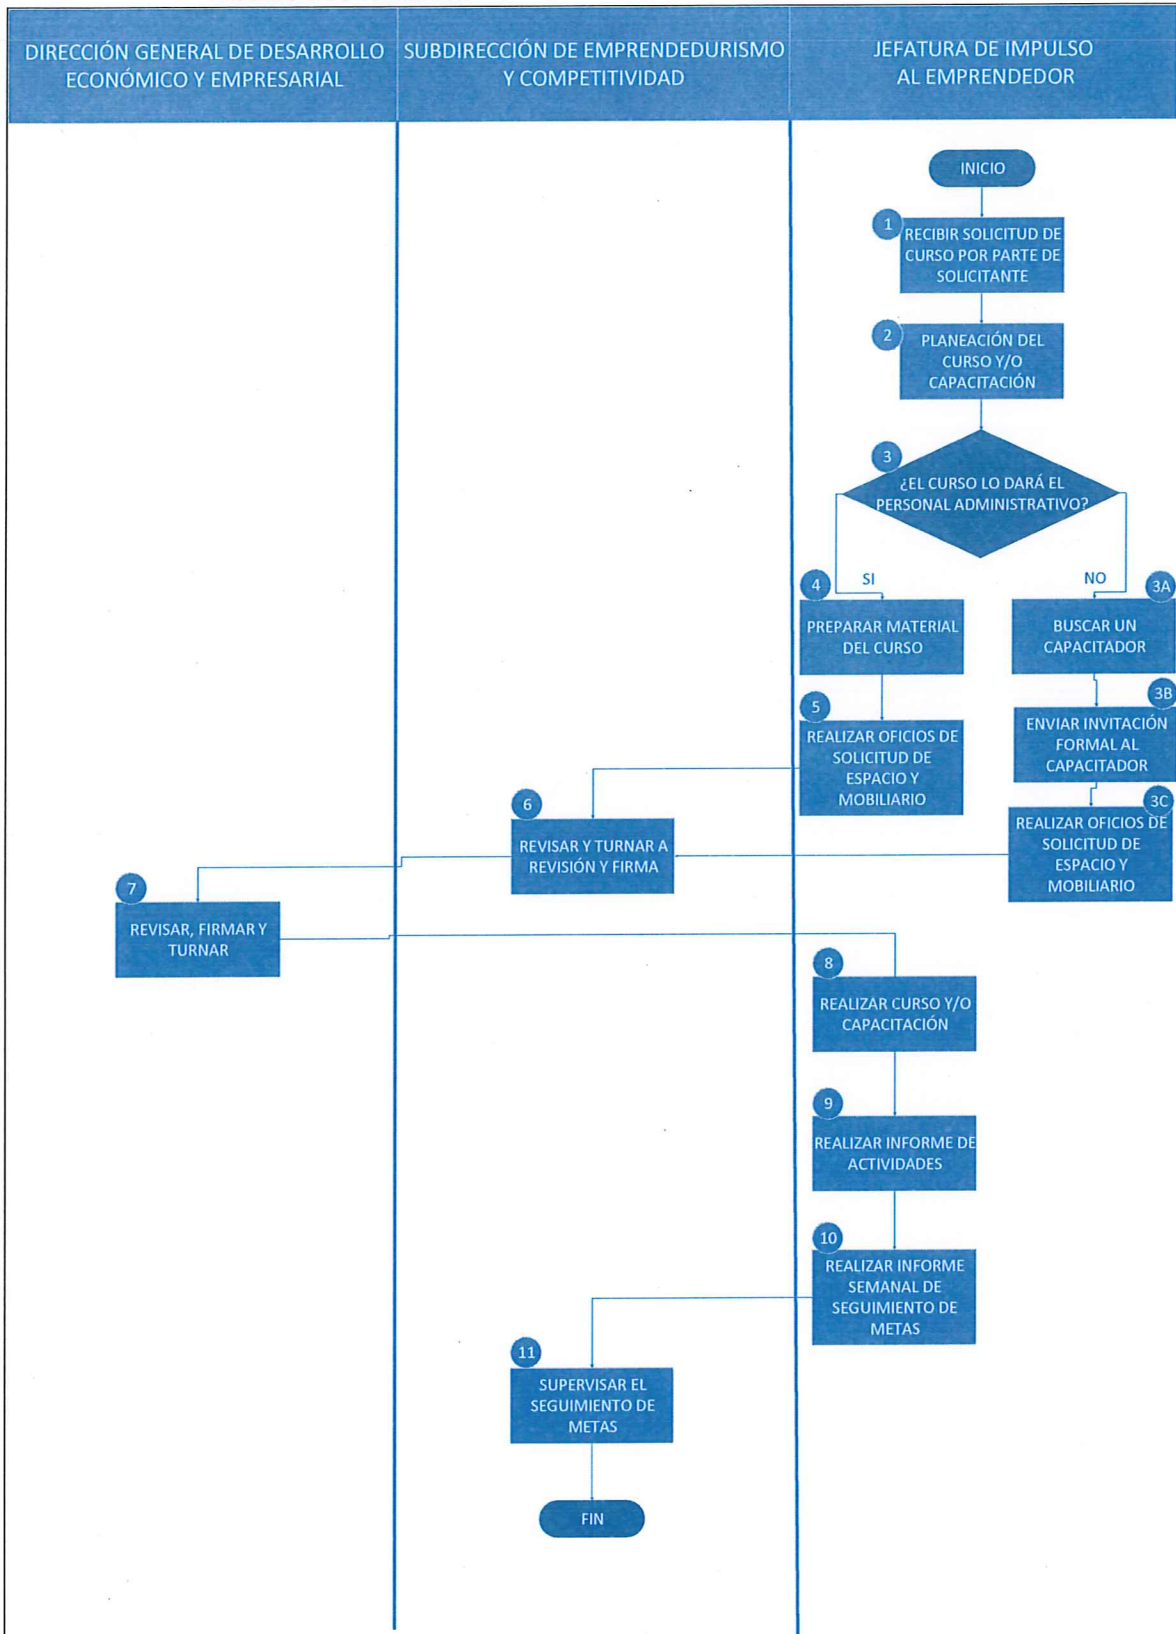 DIRECCIÓN GENERAL DE DESARROLLO
ECONÓMICO Y EMPRESARIAL
SUBDIRECCIÓN DE EMPRENDEDURISMO
Y COMPETITIVIDAD
JEFATURA DE IMPULSO
AL EMPRENDEDOR
INICIO
1
RECIBIR SOLICITUD DE
CURSO POR PARTE DE
SOLICITANTE
2
PLANEACIÓN DEL
CURSO Y/O
CAPACITACIÓN
3
¿EL CURSO LO DARÁ EL
PERSONAL ADMINISTRATIVO?
SI
NO
4
PREPARAR MATERIAL
DEL CURSO
3A
BUSCAR UN
CAPACITADOR
5
REALIZAR OFICIOS DE
SOLICITUD DE
ESPACIO Y
MOBILIARIO
3B
ENVIAR INVITACIÓN
FORMAL AL
CAPACITADOR
3C
REALIZAR OFICIOS DE
SOLICITUD DE
ESPACIO Y
MOBILIARIO
6
REVISAR Y TURNAR A
REVISIÓN Y FIRMA
7
REVISAR, FIRMAR Y
TURNAR
8
REALIZAR CURSO Y/O
CAPACITACIÓN
9
REALIZAR INFORME DE
ACTIVIDADES
10
REALIZAR INFORME
SEMANAL DE
SEGUIMIENTO DE
METAS
11
SUPERVISAR EL
SEGUIMIENTO DE
METAS
FIN